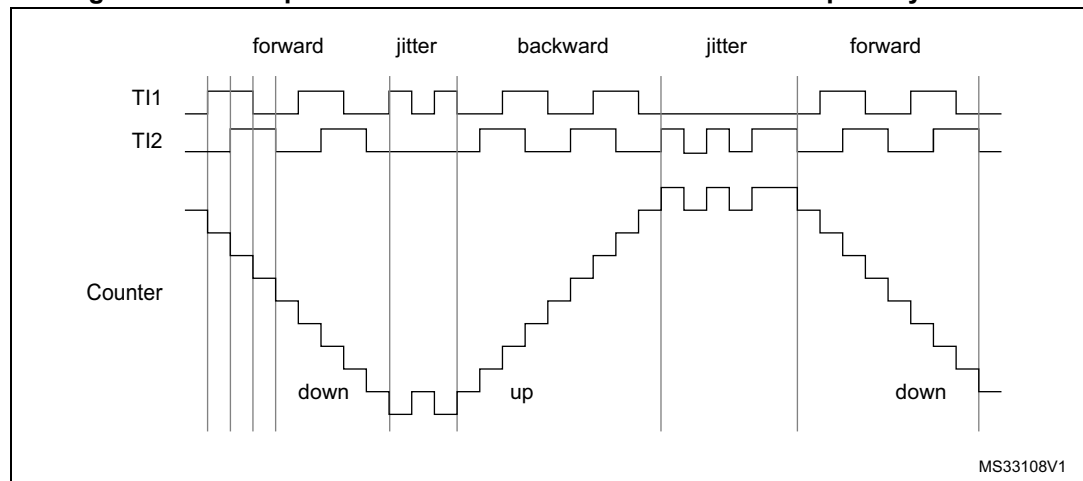 forward jitter backward jitter forward
TI1
TI2
Counter
down up down
MS33108V1